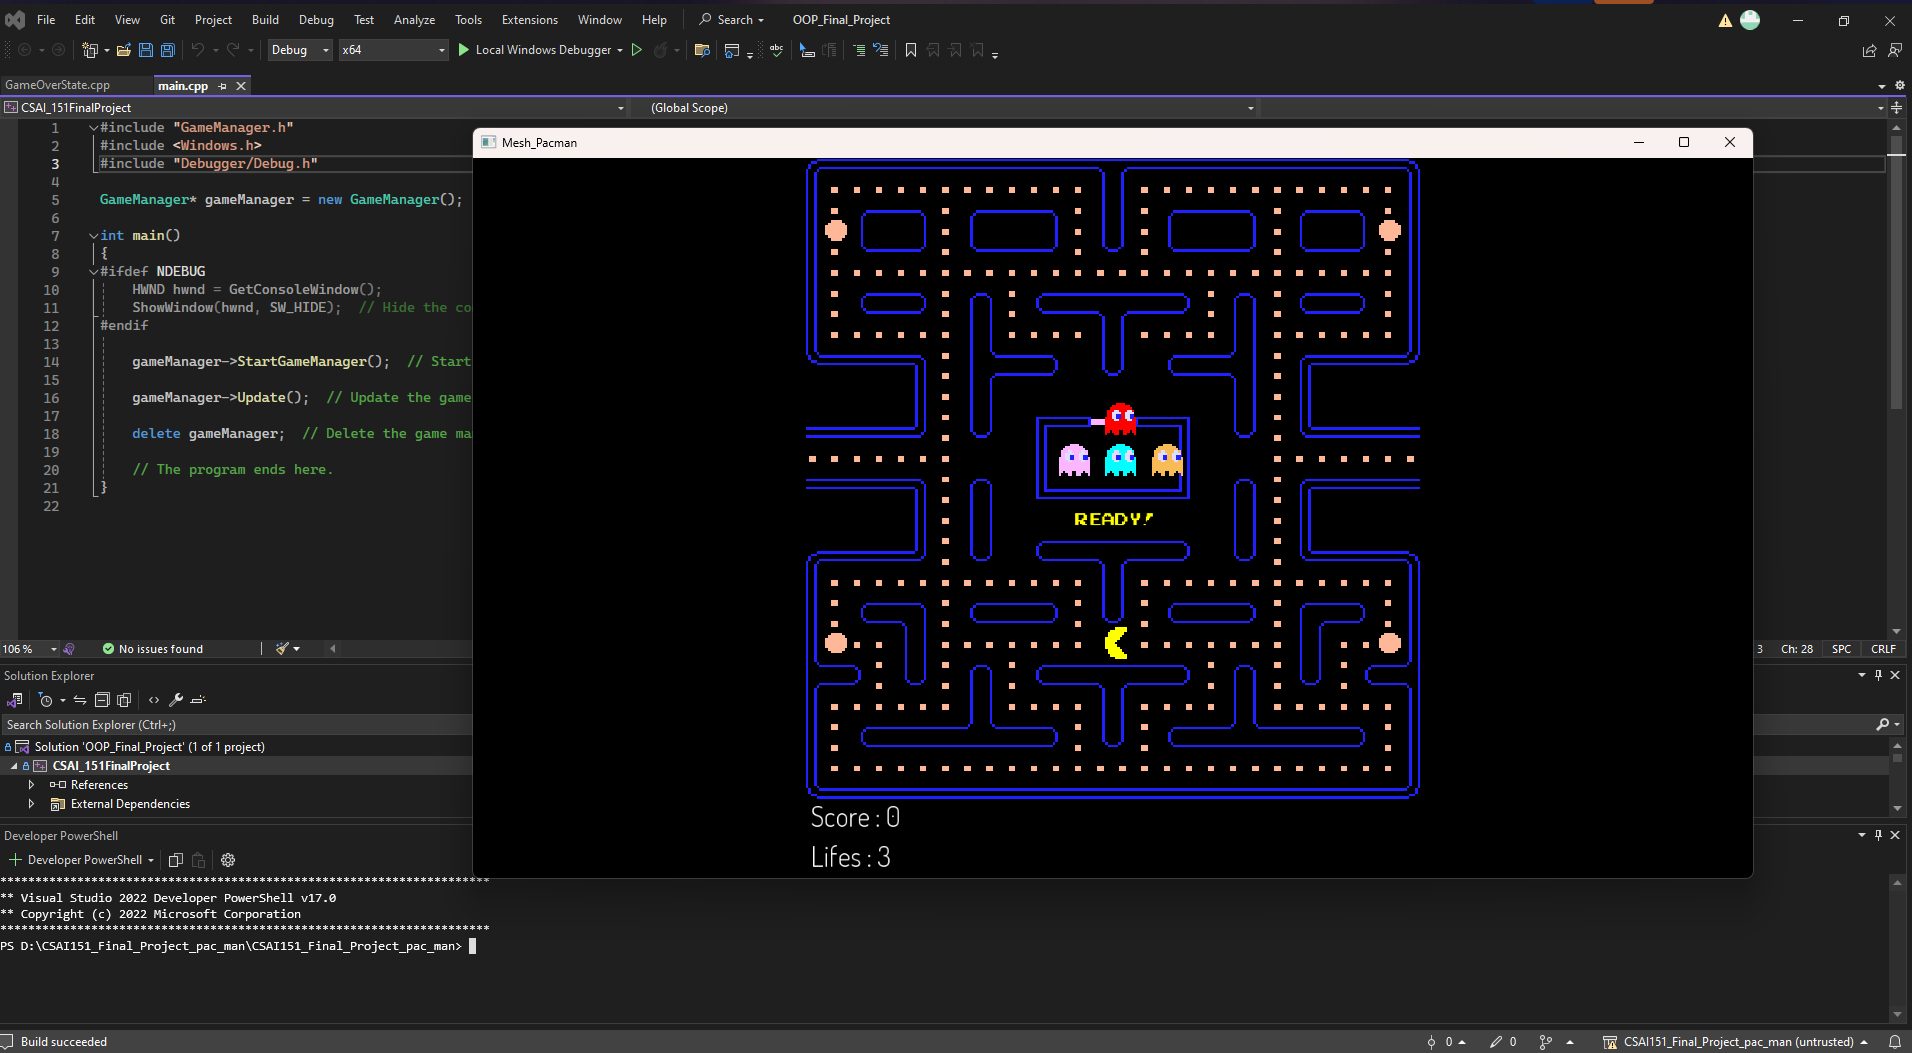 File Edit View Git Project Build Debug Test Analyze Tools Extensions Window Help Search OOP_Final_Project
Debug x64 Local Windows Debugger abc
GameOverState.cpp main.cpp
CSAI_151FinalProject (Global Scope)
1 #include "GameManager.h"
2 #include <Windows.h>
3 #include "Debugger/Debug.h"
4
5 GameManager* gameManager = new GameManager();
6
7 int main()
8 {
9 #ifdef NDEBUG
10 HWND hwnd = GetConsoleWindow();
11 ShowWindow(hwnd, SW_HIDE); // Hide the co
12 #endif
13
14 gameManager->StartGameManager(); // Start
15
16 gameManager->Update(); // Update the game
17
18 delete gameManager; // Delete the game ma
19
20 // The program ends here.
21 }
22
Mesh_Pacman
READY!
Score : 0
Lifes : 3
106 % No issues found 3 Ch: 28 SPC CRLF
Solution Explorer
Search Solution Explorer (Ctrl+;)
Solution 'OOP_Final_Project' (1 of 1 project)
CSAI_151FinalProject
References
External Dependencies
Developer PowerShell
Developer PowerShell
**********************************************************************
** Visual Studio 2022 Developer PowerShell v17.0
** Copyright (c) 2022 Microsoft Corporation
**********************************************************************
PS D:\CSAI151_Final_Project_pac_man\CSAI151_Final_Project_pac_man>
Build succeeded 0 0 CSAI151_Final_Project_pac_man (untrusted)